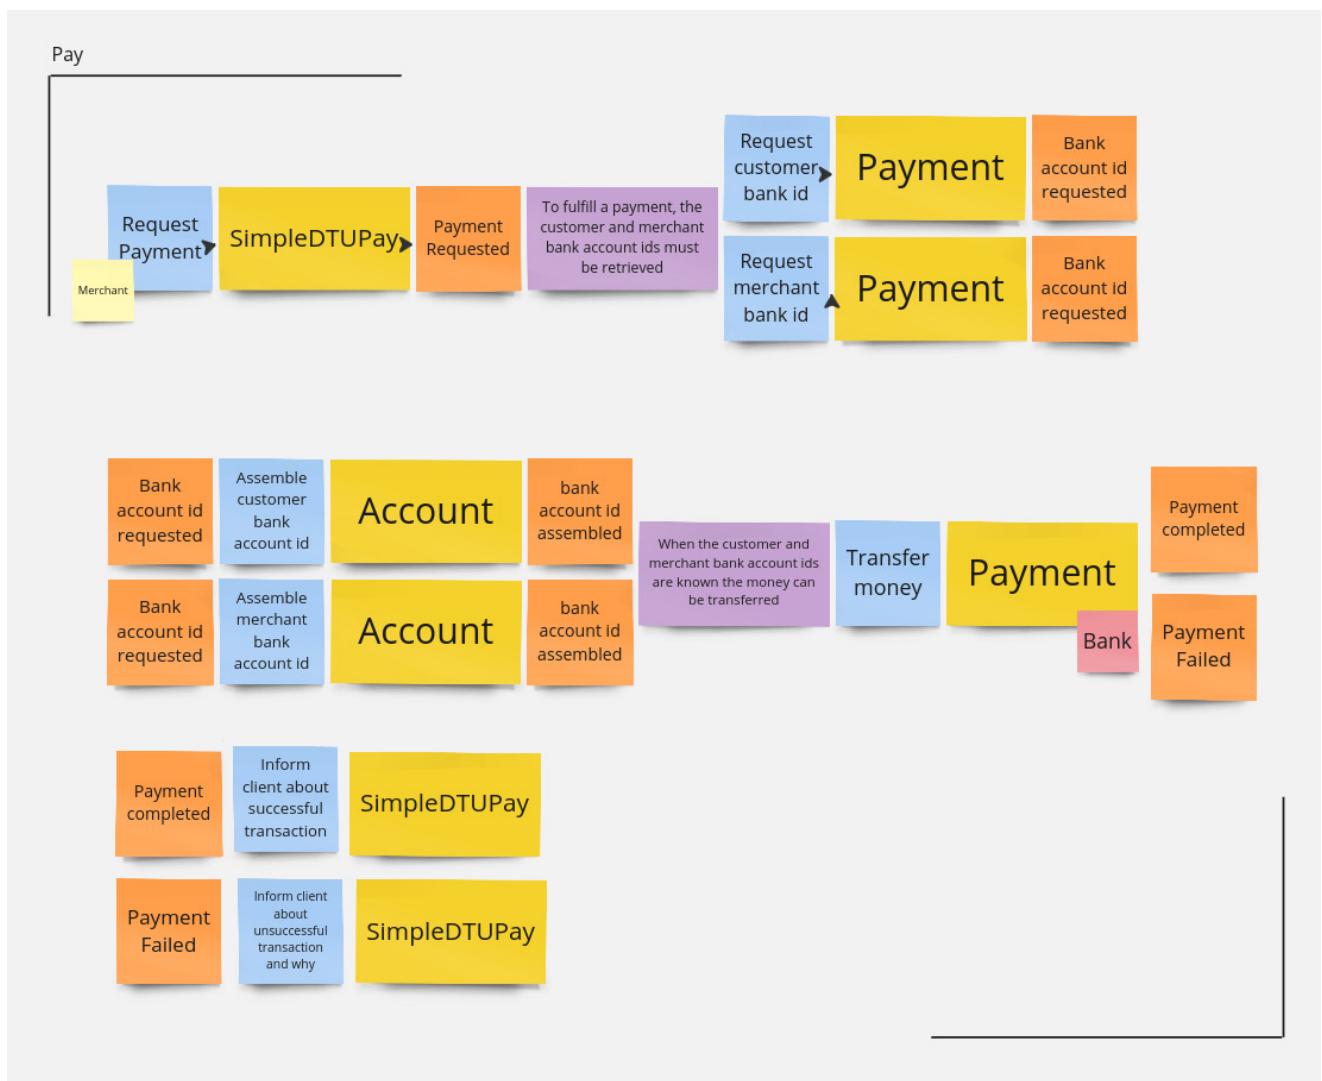 Pay
Request
Payment
Merchant
SimpleDTUPay
Payment
Requested
To fulfill a payment, the
customer and merchant
bank account ids must
be retrieved
Request
customer
bank id
Payment
Bank
account id
requested
Request
merchant
bank id
Payment
Bank
account id
requested
Bank
account id
requested
Assemble
customer
bank
account id
Account
bank
account id
assembled
Bank
account id
requested
Assemble
merchant
bank
account id
Account
bank
account id
assembled
When the customer and
merchant bank account ids
are known the money can
be transferred
Transfer
money
Payment
Bank
Payment
completed
Payment
Failed
Payment
completed
Inform
client about
successful
transaction
SimpleDTUPay
Payment
Failed
Inform client
about
unsuccessful
transaction
and why
SimpleDTUPay